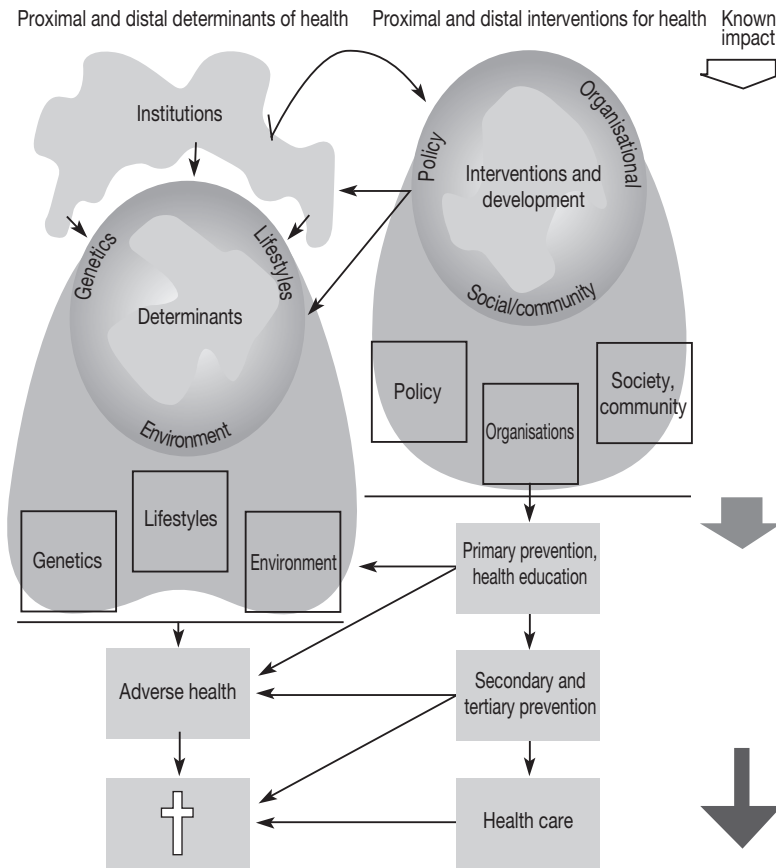 Proximal and distal determinants of health
Proximal and distal interventions for health
Known
impact
Institutions
Policy
Organisational
Interventions and
development
Social/community
Genetics
Lifestyles
Determinants
Environment
Policy
Organisations
Society,
community
Genetics
Lifestyles
Environment
Primary prevention,
health education
Adverse health
Secondary and
tertiary prevention
Health care